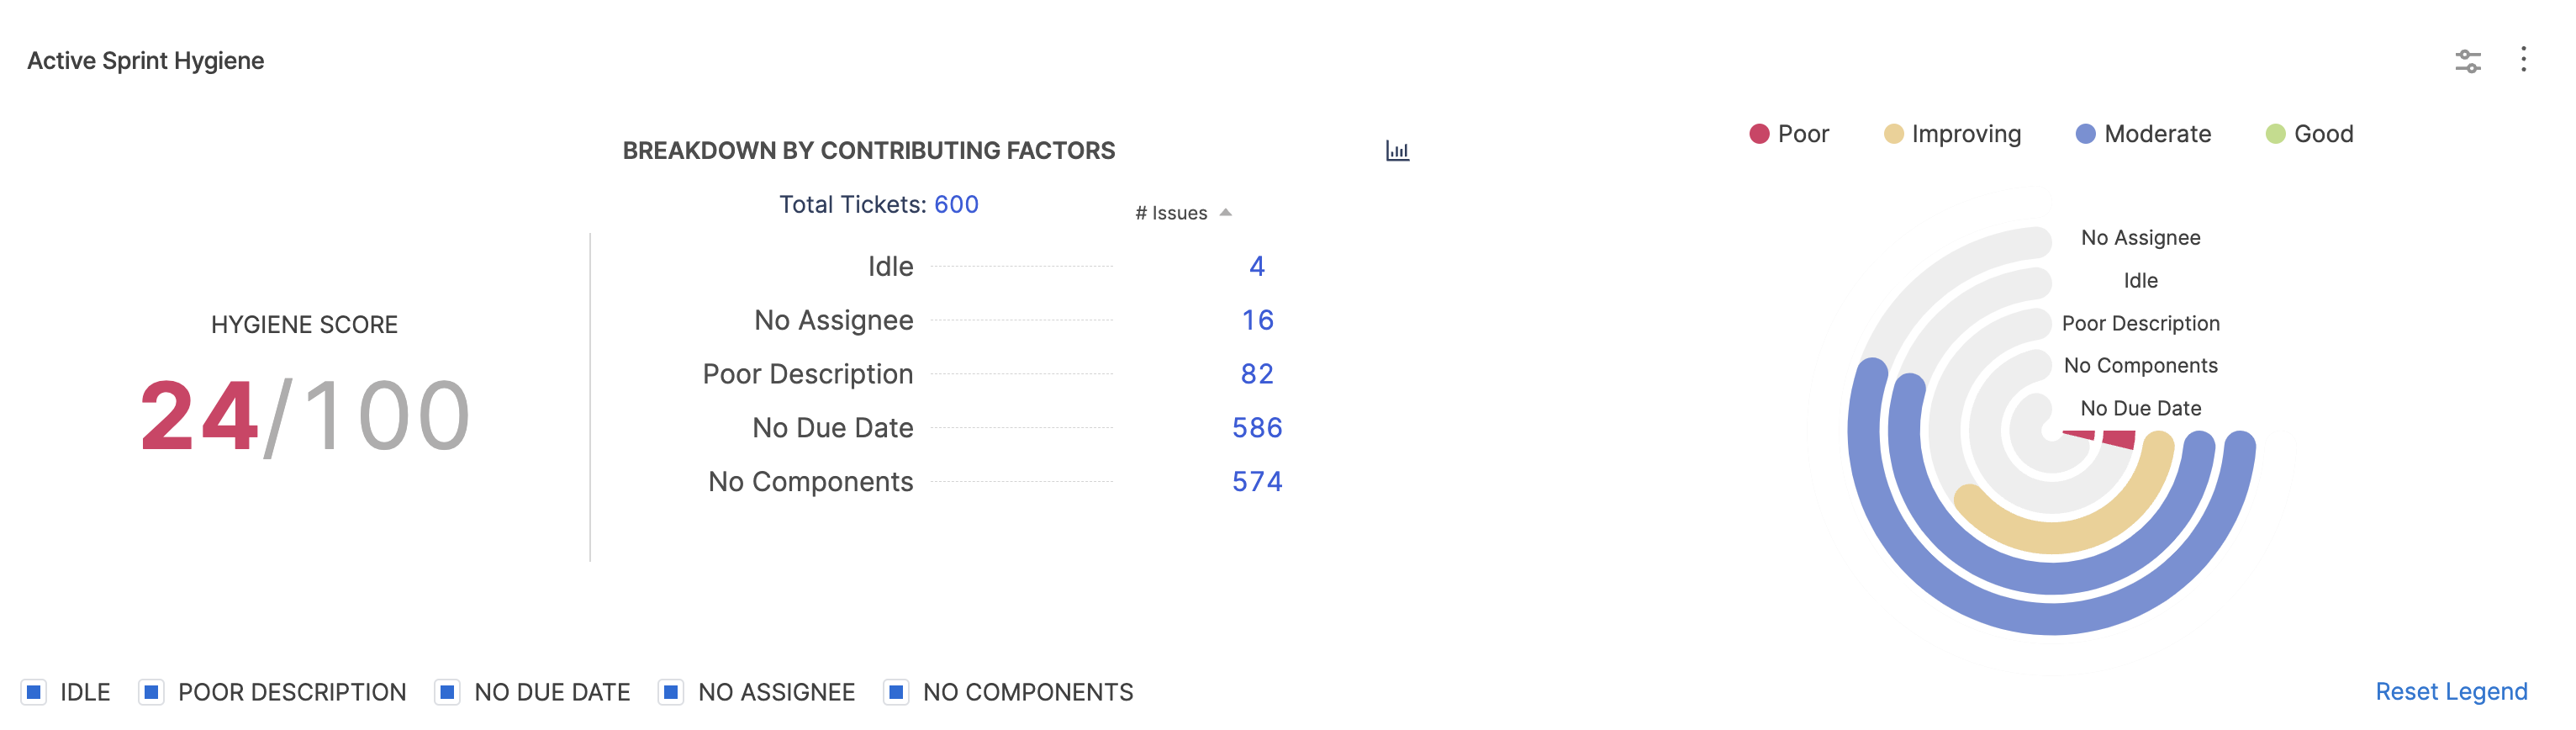 Active Sprint Hygiene
Poor Improving Moderate Good
BREAKDOWN BY CONTRIBUTING FACTORS
Total Tickets: 600
# Issues
Idle 4
No Assignee 16
Poor Description 82
No Due Date 586
No Components 574
HYGIENE SCORE
24/100
No Assignee
Idle
Poor Description
No Components
No Due Date
IDLE POOR DESCRIPTION NO DUE DATE NO ASSIGNEE NO COMPONENTS
Reset Legend